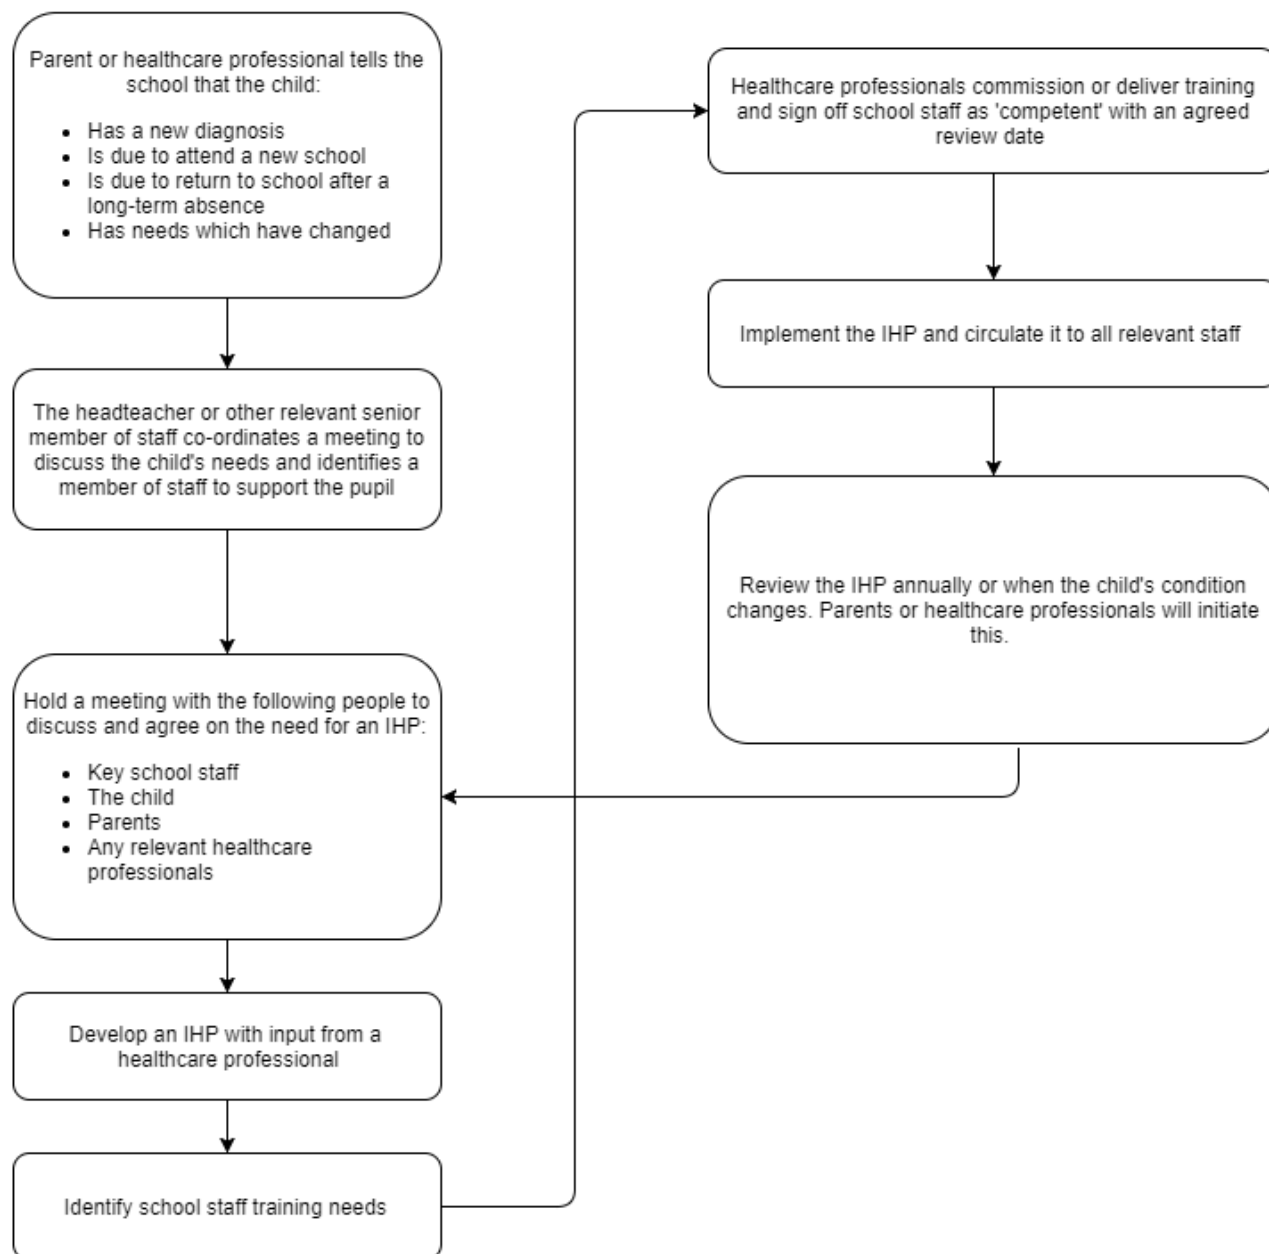 Parent or healthcare professional tells the
school that the child:
• Has a new diagnosis
• Is due to attend a new school
• Is due to return to school after a
long-term absence
• Has needs which have changed
The headteacher or other relevant senior
member of staff co-ordinates a meeting to
discuss the child's needs and identifies a
member of staff to support the pupil
Hold a meeting with the following people to
discuss and agree on the need for an IHP:
• Key school staff
• The child
• Parents
• Any relevant healthcare
professionals
Develop an IHP with input from a
healthcare professional
Identify school staff training needs
Healthcare professionals commission or deliver training
and sign off school staff as 'competent' with an agreed
review date
Implement the IHP and circulate it to all relevant staff
Review the IHP annually or when the child's condition
changes. Parents or healthcare professionals will initiate
this.